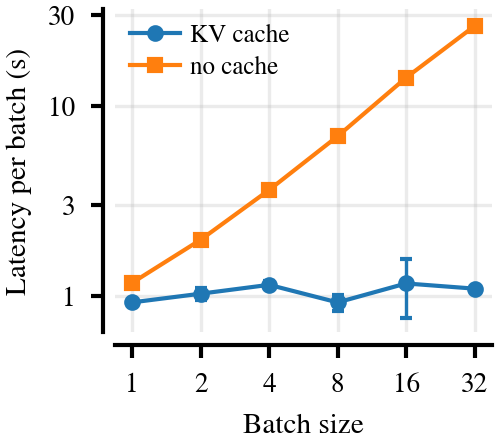 Latency per batch (s)
30
10
3
1
KV cache
no cache
1 2 4 8 16 32
Batch size